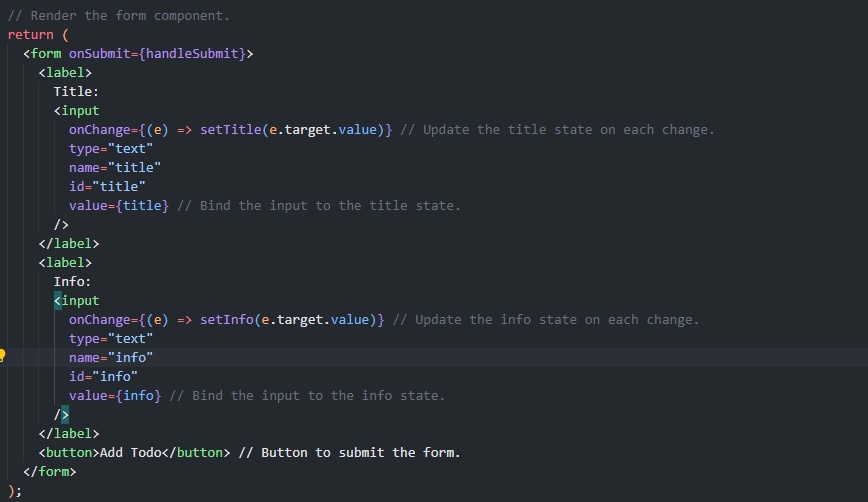 // Render the form component.
return (
  <form onSubmit={handleSubmit}>
    <label>
      Title:
      <input
        onChange={(e) => setTitle(e.target.value)} // Update the title state on each change.
        type="text"
        name="title"
        id="title"
        value={title} // Bind the input to the title state.
      />
    </label>
    <label>
      Info:
      <input
        onChange={(e) => setInfo(e.target.value)} // Update the info state on each change.
        type="text"
        name="info"
        id="info"
        value={info} // Bind the input to the info state.
      />
    </label>
    <button>Add Todo</button> // Button to submit the form.
  </form>
);